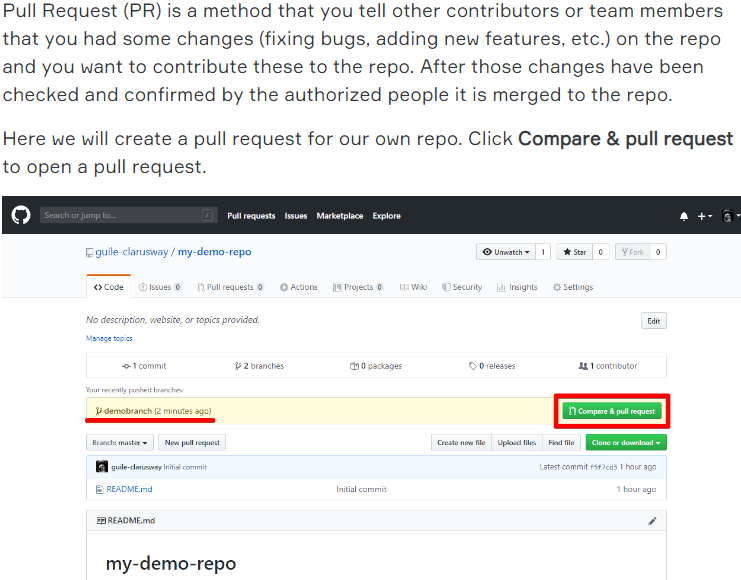 Pull Request (PR) is a method that you tell other contributors or team members
that you had some changes (fixing bugs, adding new features, etc.) on the repo
and you want to contribute these to the repo. After those changes have been
checked and confirmed by the authorized people it is merged to the repo.
Here we will create a pull request for our own repo. Click Compare & pull request
to open a pull request.
Search or jump to... / Pull requests Issues Marketplace Explore
guile-clarusway / my-demo-repo Unwatch 1 Star 0 Fork 0
Code Issues 0 Pull requests 0 Actions Projects 0 Wiki Security Insights Settings
No description, website, or topics provided. Edit
Manage topics
1 commit 2 branches 0 packages 0 releases 1 contributor
Your recently pushed branches:
demobranch (2 minutes ago) Compare & pull request
Branch: master New pull request Create new file Upload files Find file Clone or download
guile-clarusway Initial commit Latest commit f5f7cd3 1 hour ago
README.md Initial commit 1 hour ago
README.md
my-demo-repo